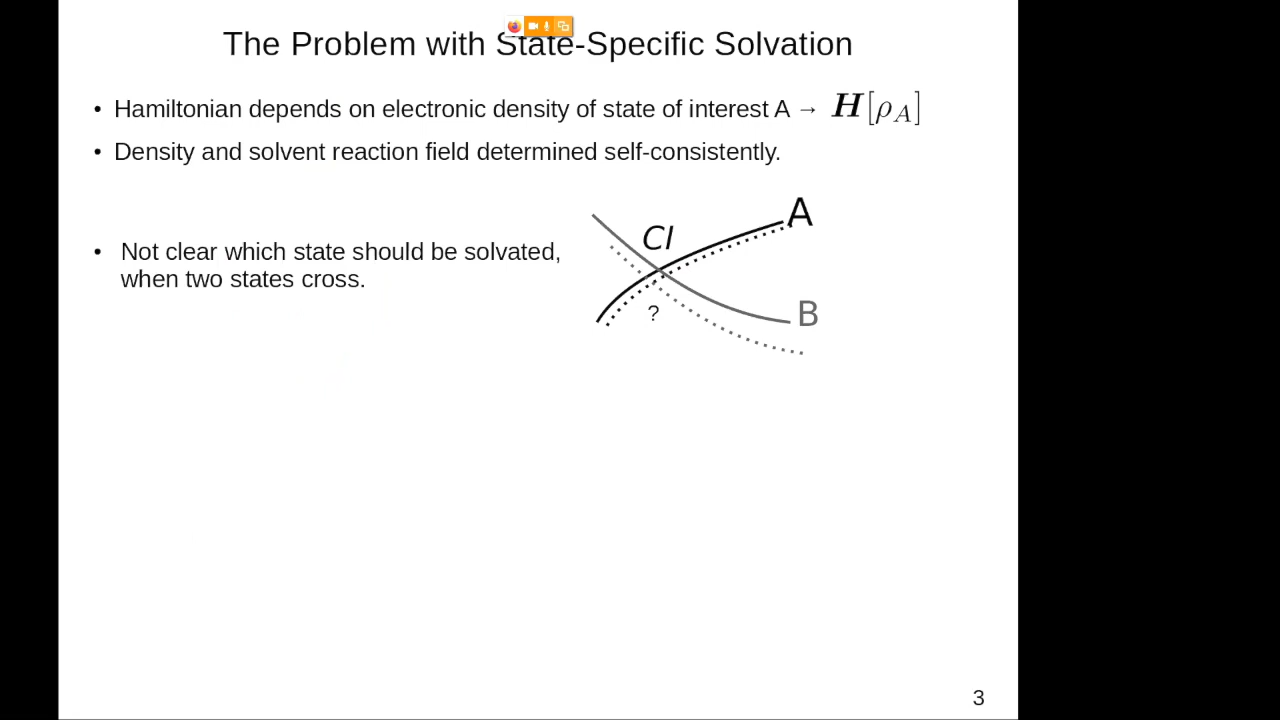 The Problem with State-Specific Solvation
• Hamiltonian depends on electronic density of state of interest A → H[ρ_A]
• Density and solvent reaction field determined self-consistently.
• Not clear which state should be solvated,
when two states cross.
A
CI
B
?
3